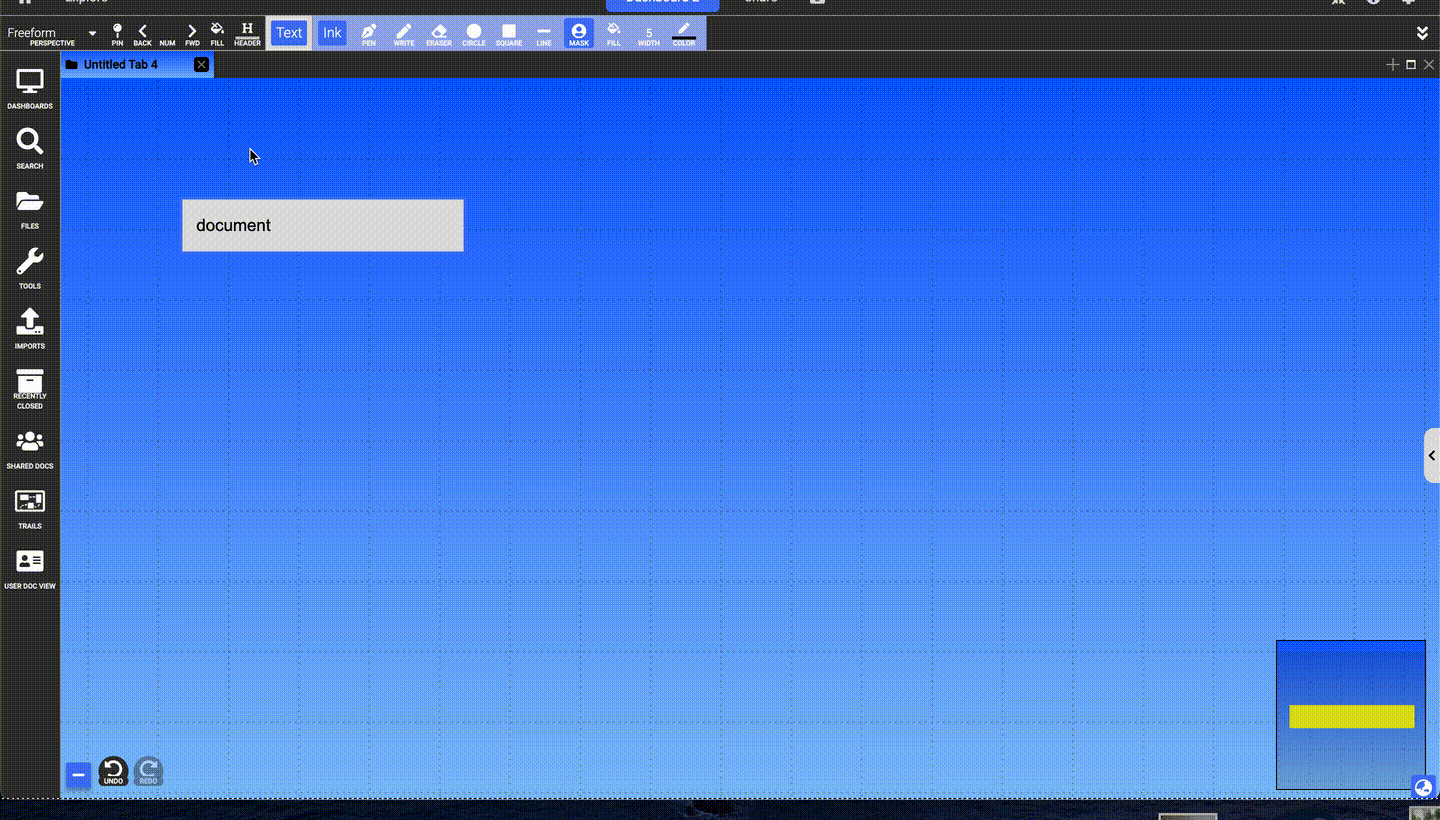 Explore
Dashboard 2
Share
Freeform
PERSPECTIVE
PIN
BACK
NUM
FWD
FILL
H
HEADER
Text
Ink
PEN
WRITE
ERASER
CIRCLE
SQUARE
LINE
MASK
FILL
5
WIDTH
COLOR
Untitled Tab 4
DASHBOARDS
SEARCH
FILES
TOOLS
IMPORTS
RECENTLY
CLOSED
SHARED DOCS
TRAILS
USER DOC VIEW
document
UNDO
REDO